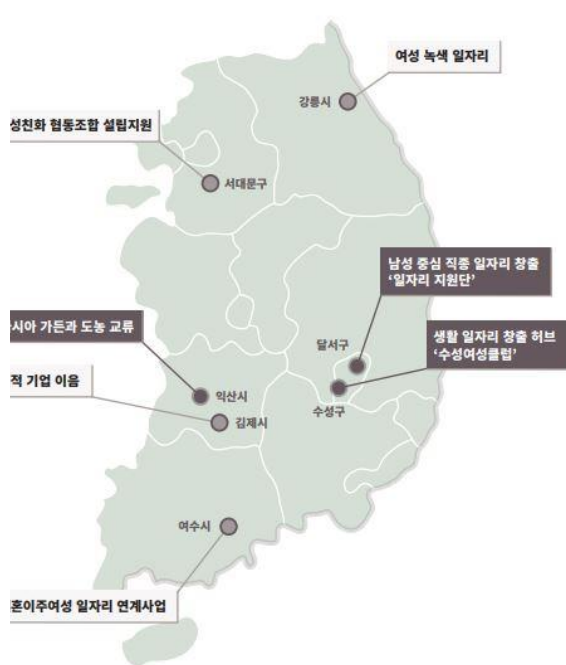 여성 녹색 일자리
강릉시
성친화 협동조합 설립지원
서대문구
남성 중심 직종 일자리 창출
‘일자리 지원단’
시아 가든과 도농 교류
달서구
생활 일자리 창출 허브
‘수성여성클럽’
적 기업 이음
익산시
수성구
김제시
여수시
혼이주여성 일자리 연계사업